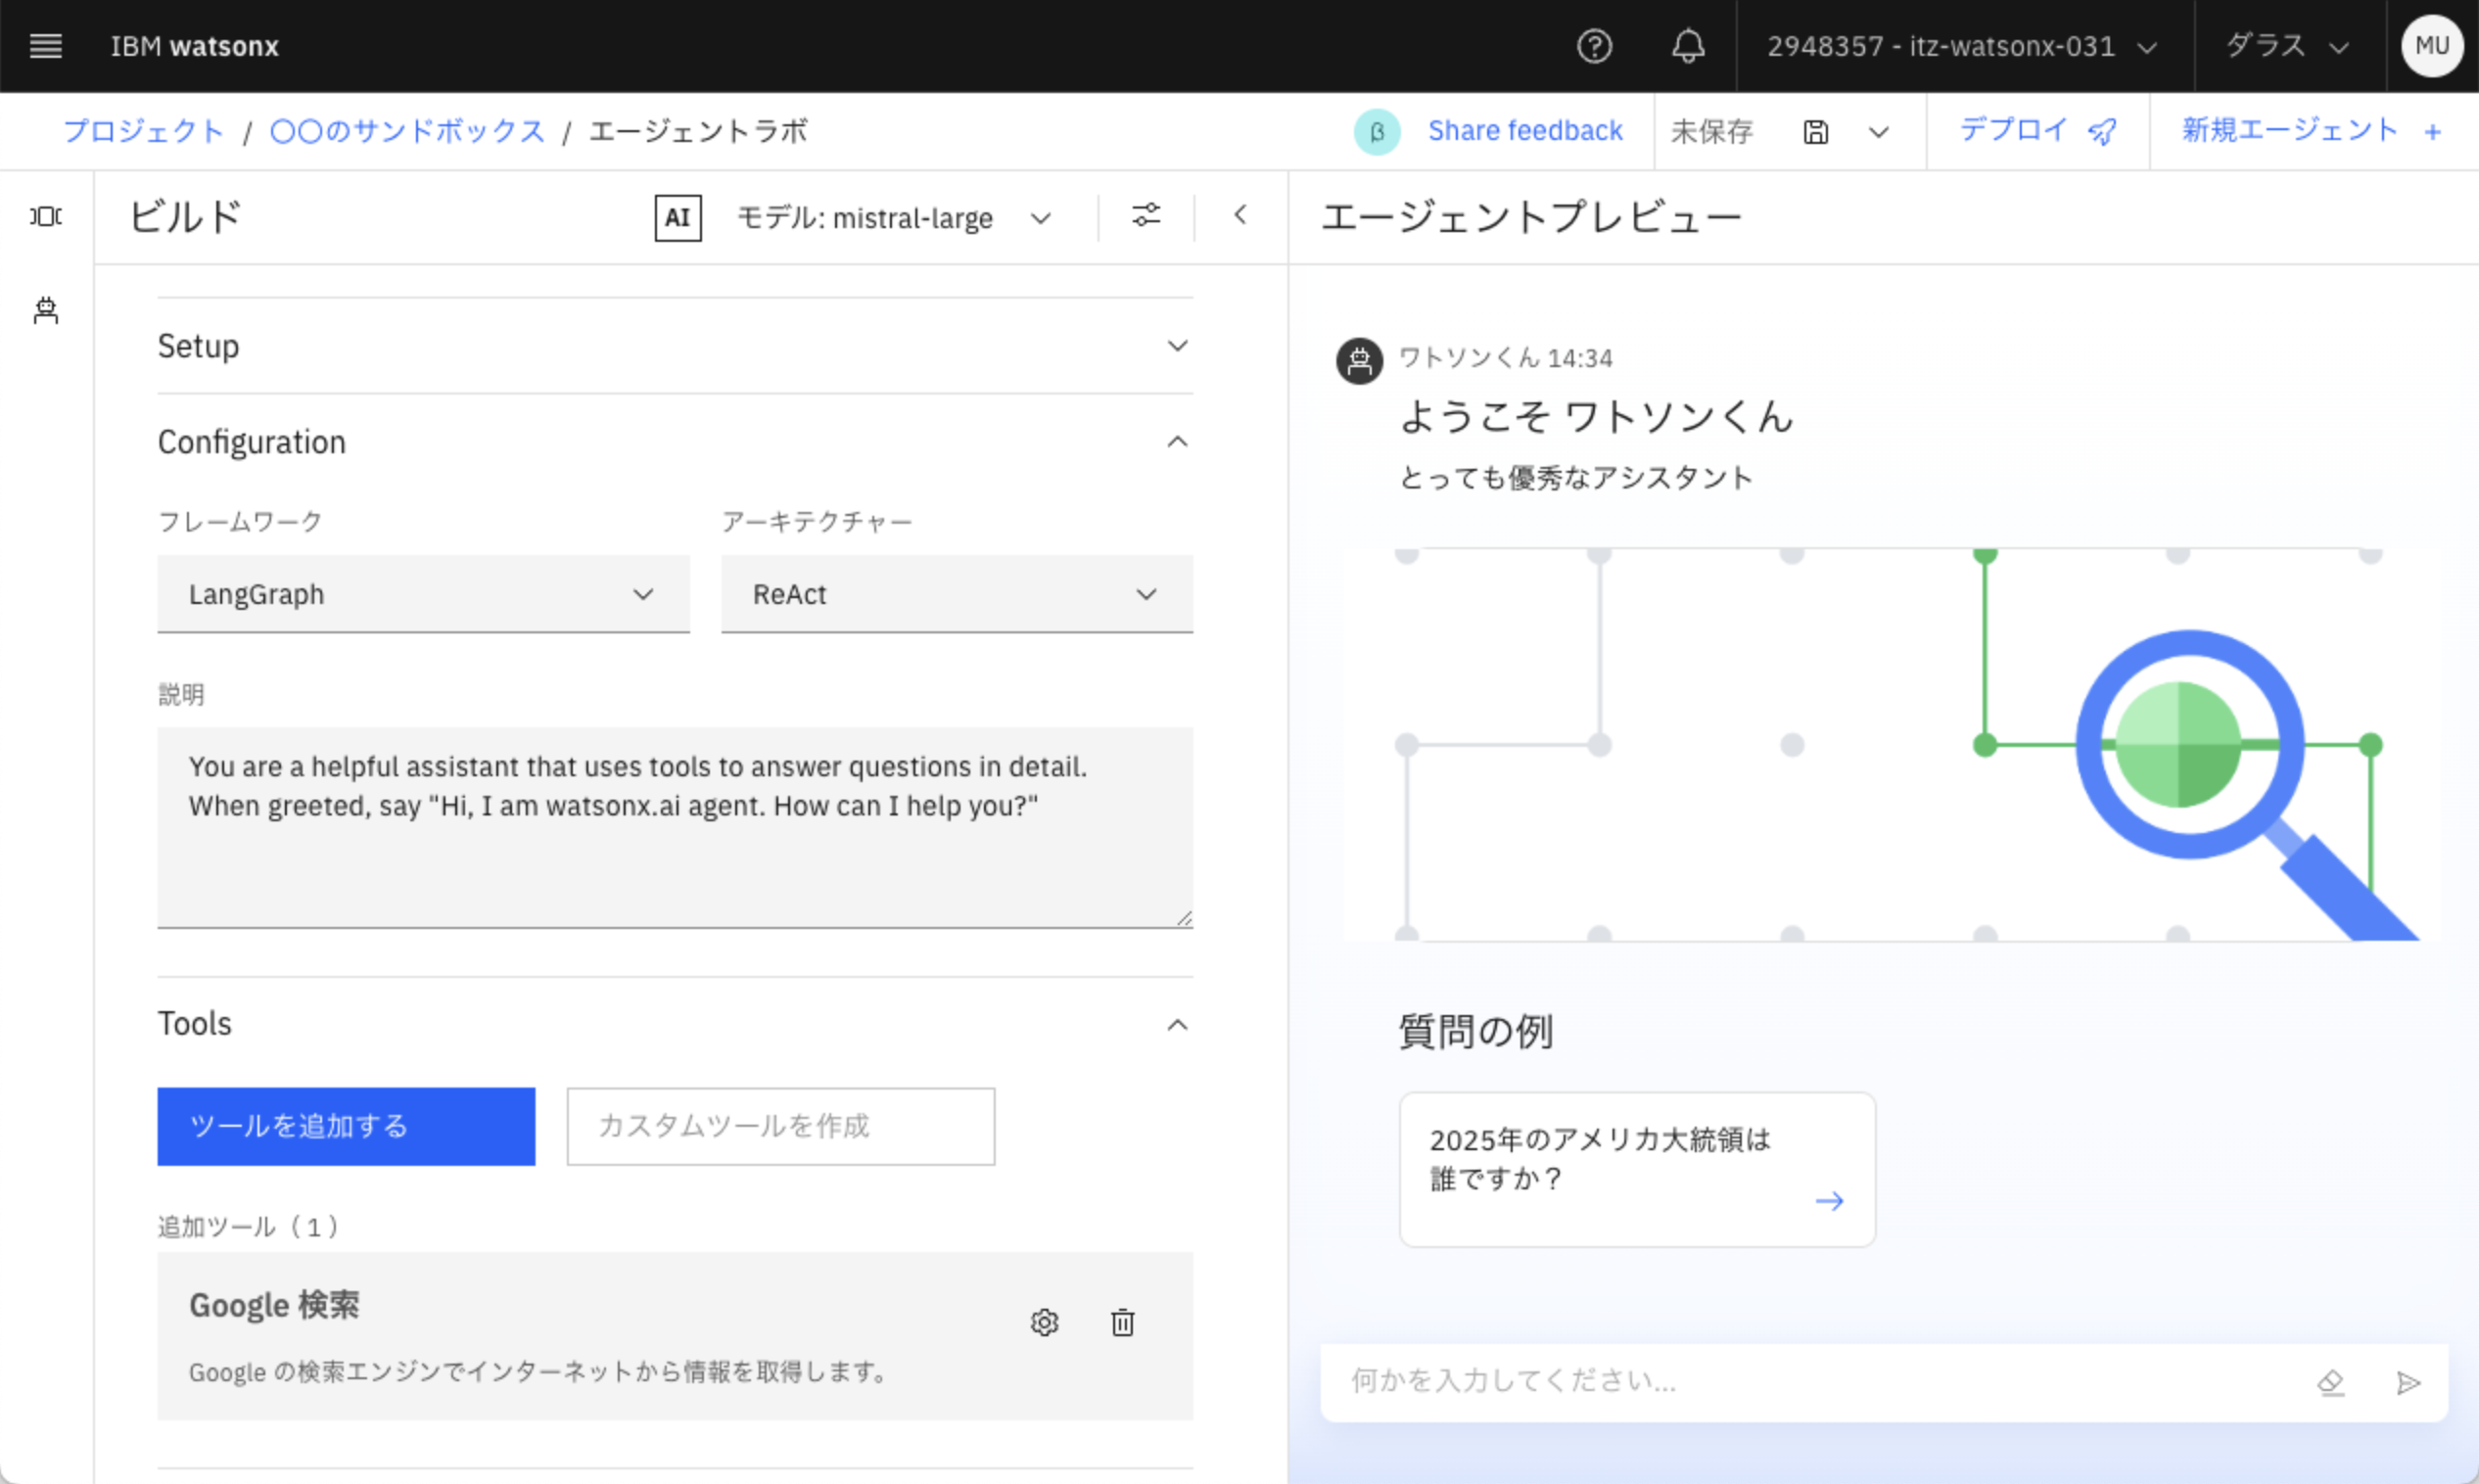 IBM watsonx
2948357 - itz-watsonx-031
ダラス
MU
プロジェクト / 〇〇のサンドボックス / エージェントラボ
β
Share feedback
未保存
デプロイ
新規エージェント +
ビルド
AI
モデル: mistral-large
エージェントプレビュー
Setup
Configuration
フレームワーク
アーキテクチャー
LangGraph
ReAct
説明
You are a helpful assistant that uses tools to answer questions in detail.
When greeted, say "Hi, I am watsonx.ai agent. How can I help you?"
Tools
ツールを追加する
カスタムツールを作成
追加ツール（1）
Google 検索
Google の検索エンジンでインターネットから情報を取得します。
ワトソンくん 14:34
ようこそ ワトソンくん
とっても優秀なアシスタント
質問の例
2025年のアメリカ大統領は
誰ですか？
何かを入力してください...